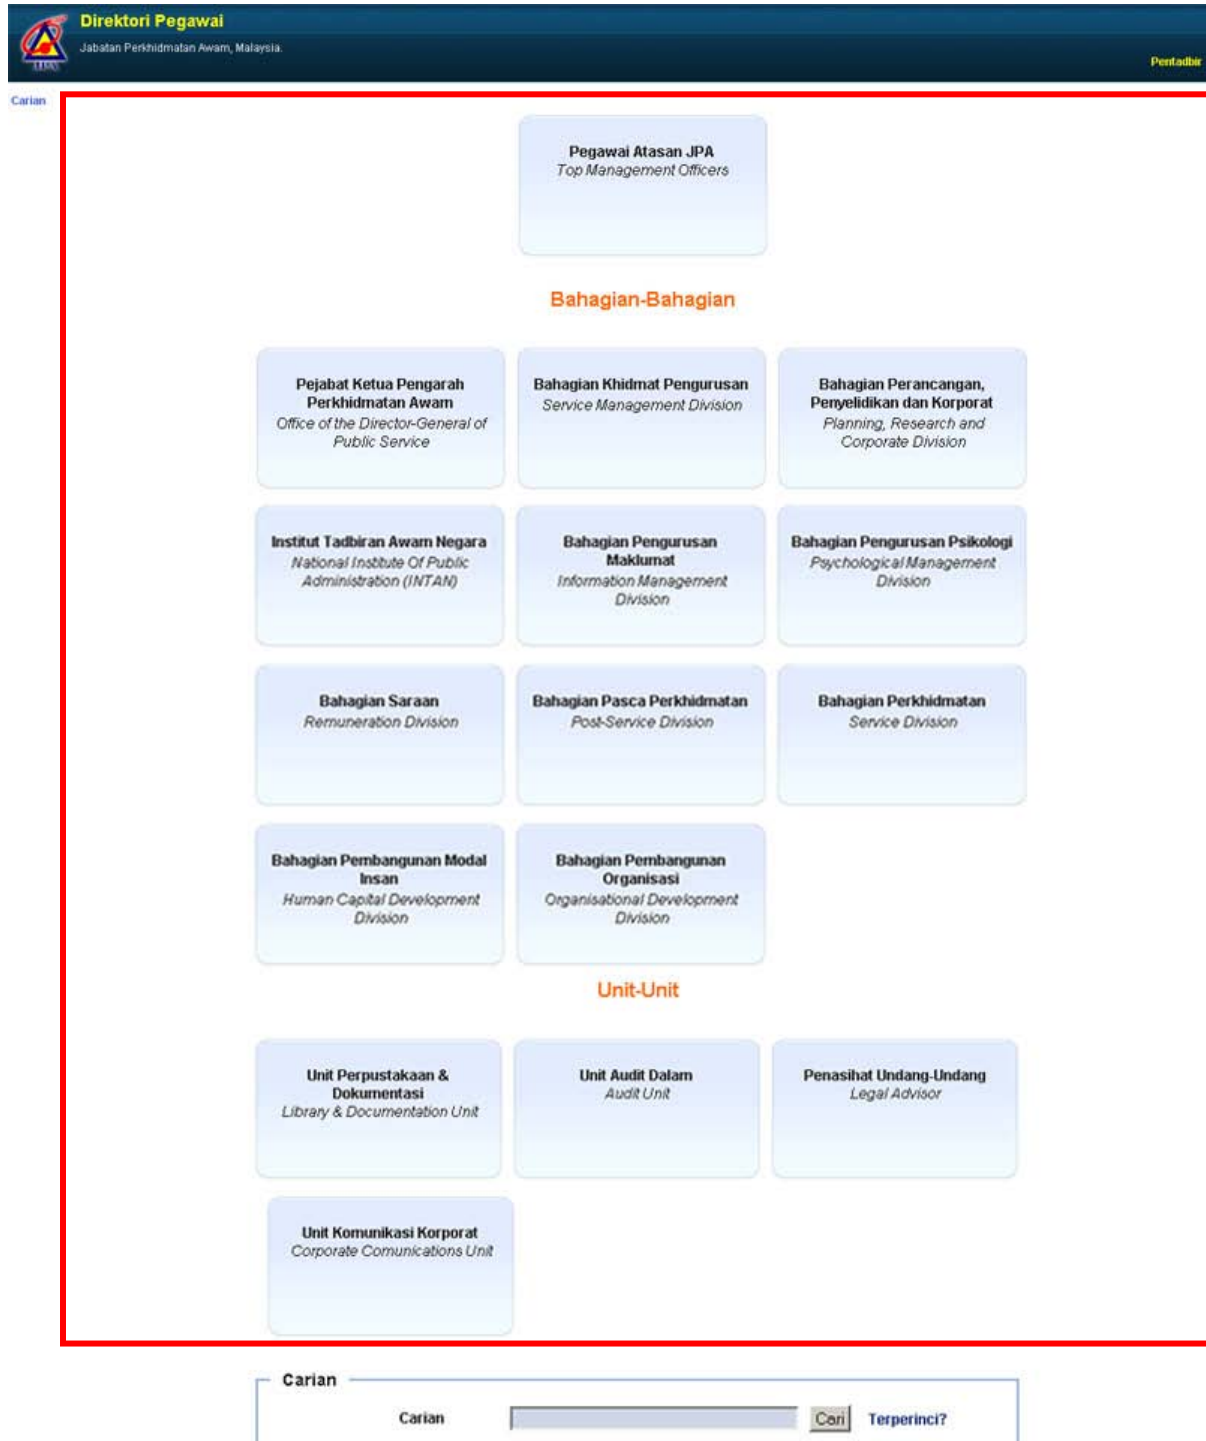 Direktori Pegawai
Jabatan Perkhidmatan Awam, Malaysia.
JPA
Pentadbir
Carian
Pegawai Atasan JPA
Top Management Officers
Bahagian-Bahagian
Pejabat Ketua Pengarah
Perkhidmatan Awam
Office of the Director-General of
Public Service
Bahagian Khidmat Pengurusan
Service Management Division
Bahagian Perancangan,
Penyelidikan dan Korporat
Planning, Research and
Corporate Division
Institut Tadbiran Awam Negara
National Institute Of Public
Administration (INTAN)
Bahagian Pengurusan
Maklumat
Information Management
Division
Bahagian Pengurusan Psikologi
Psychological Management
Division
Bahagian Saraan
Remuneration Division
Bahagian Pasca Perkhidmatan
Post-Service Division
Bahagian Perkhidmatan
Service Division
Bahagian Pembangunan Modal
Insan
Human Capital Development
Division
Bahagian Pembangunan
Organisasi
Organisational Development
Division
Unit-Unit
Unit Perpustakaan &
Dokumentasi
Library & Documentation Unit
Unit Audit Dalam
Audit Unit
Penasihat Undang-Undang
Legal Advisor
Unit Komunikasi Korporat
Corporate Comunications Unit
Carian
Carian
Cari
Terperinci?